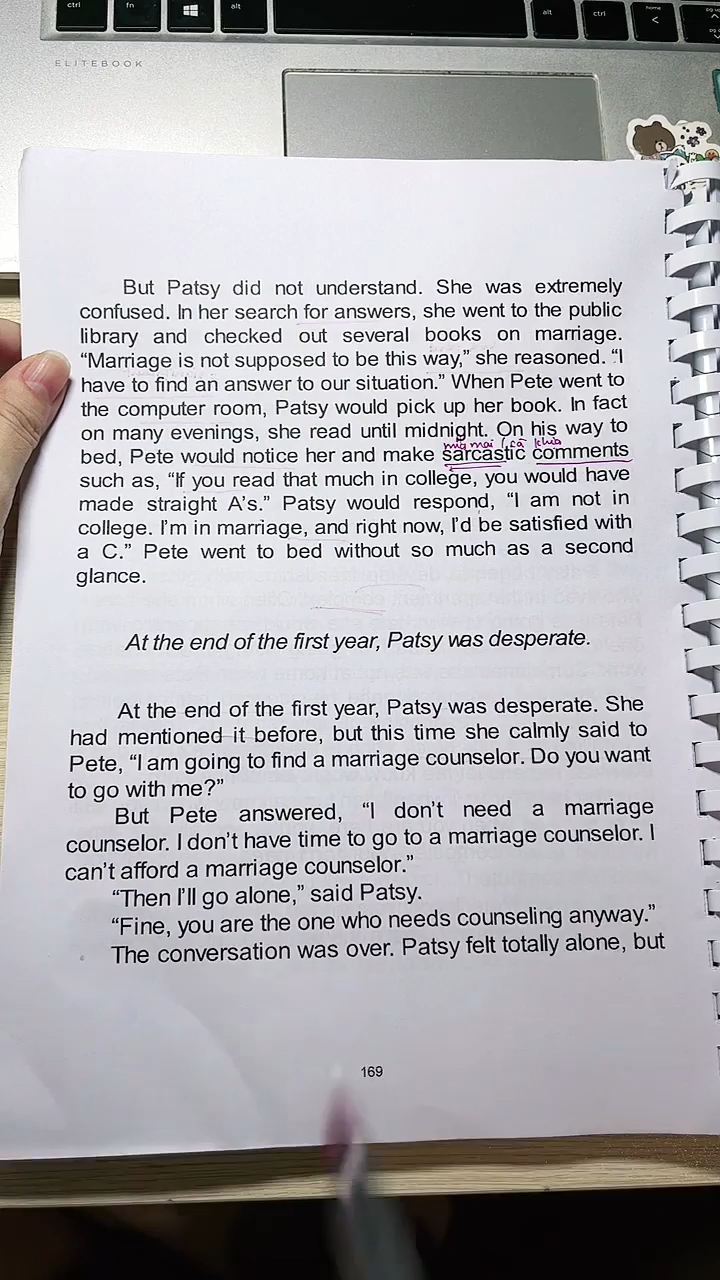 ctrl fn alt alt ctrl home
ELITEBOOK
But Patsy did not understand. She was extremely
confused. In her search for answers, she went to the public
library and checked out several books on marriage.
“Marriage is not supposed to be this way,” she reasoned. “I
have to find an answer to our situation.” When Pete went to
the computer room, Patsy would pick up her book. In fact
on many evenings, she read until midnight. On his way to
mỉa mai
bed, Pete would notice her and make sarcastic comments
such as, “If you read that much in college, you would have
made straight A’s.” Patsy would respond, “I am not in
college. I’m in marriage, and right now, I’d be satisfied with
a C.” Pete went to bed without so much as a second
glance.
At the end of the first year, Patsy was desperate.
At the end of the first year, Patsy was desperate. She
had mentioned it before, but this time she calmly said to
Pete, “I am going to find a marriage counselor. Do you want
to go with me?”
But Pete answered, “I don’t need a marriage
counselor. I don’t have time to go to a marriage counselor. I
can’t afford a marriage counselor.”
“Then I’ll go alone,” said Patsy.
“Fine, you are the one who needs counseling anyway.”
The conversation was over. Patsy felt totally alone, but
169